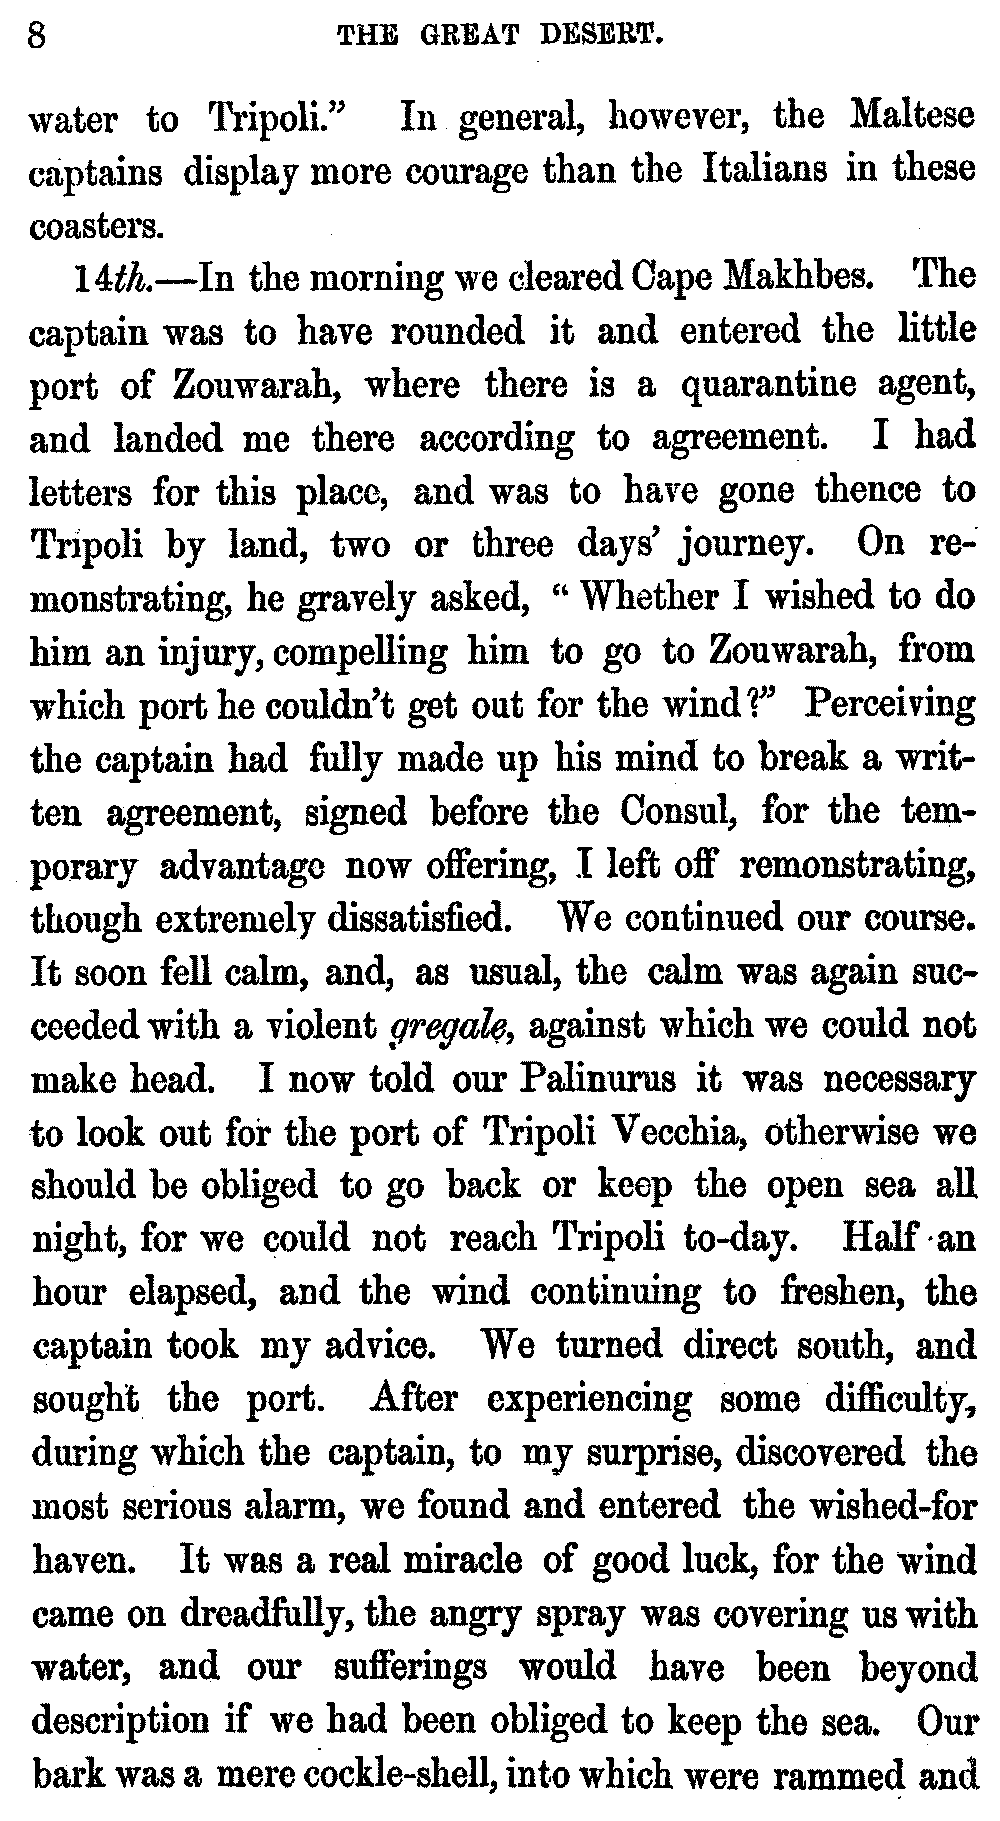 8 THE GREAT DESERT.
water to Tripoli." In general, however, the Maltese
captains display more courage than the Italians in these
coasters.
14th.—In the morning we cleared Cape Makhbes. The
captain was to have rounded it and entered the little
port of Zouwarah, where there is a quarantine agent,
and landed me there according to agreement. I had
letters for this place, and was to have gone thence to
Tripoli by land, two or three days' journey. On re-
monstrating, he gravely asked, "Whether I wished to do
him an injury, compelling him to go to Zouwarah, from
which port he couldn't get out for the wind?" Perceiving
the captain had fully made up his mind to break a writ-
ten agreement, signed before the Consul, for the tem-
porary advantage now offering, I left off remonstrating,
though extremely dissatisfied. We continued our course.
It soon fell calm, and, as usual, the calm was again suc-
ceeded with a violent gregale, against which we could not
make head. I now told our Palinurus it was necessary
to look out for the port of Tripoli Vecchia, otherwise we
should be obliged to go back or keep the open sea all
night, for we could not reach Tripoli to-day. Half an
hour elapsed, and the wind continuing to freshen, the
captain took my advice. We turned direct south, and
sought the port. After experiencing some difficulty,
during which the captain, to my surprise, discovered the
most serious alarm, we found and entered the wished-for
haven. It was a real miracle of good luck, for the wind
came on dreadfully, the angry spray was covering us with
water, and our sufferings would have been beyond
description if we had been obliged to keep the sea. Our
bark was a mere cockle-shell, into which were rammed and